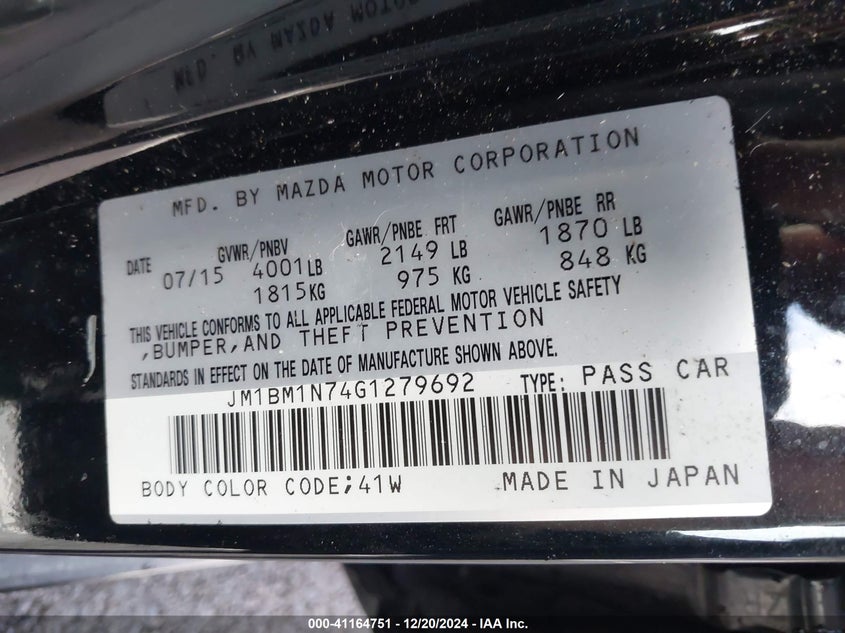 MFD. BY MAZDA MOTOR CORPORATION
DATE GVWR/PNBV GAWR/PNBE FRT GAWR/PNBE RR
07/15 4001LB 2149 LB 1870 LB
1815KG 975 KG 848 KG
THIS VEHICLE CONFORMS TO ALL APPLICABLE FEDERAL MOTOR VEHICLE SAFETY
,BUMPER,AND THEFT PREVENTION
STANDARDS IN EFFECT ON THE DATE OF MANUFACTURE SHOWN ABOVE.
JM1BM1N74G1279692 TYPE: PASS CAR
BODY COLOR CODE;41W MADE IN JAPAN
000-41164751 - 12/20/2024 - IAA Inc.